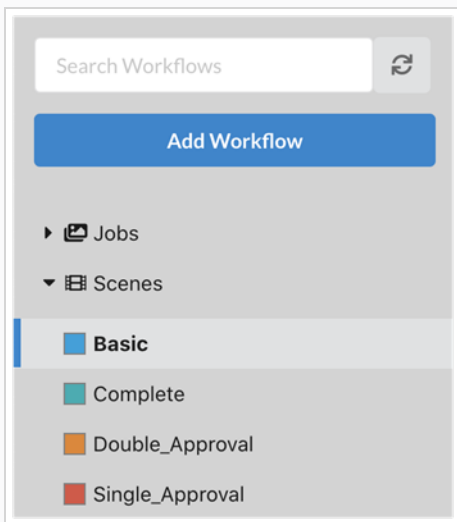 Search Workflows
Add Workflow
Jobs
Scenes
Basic
Complete
Double_Approval
Single_Approval